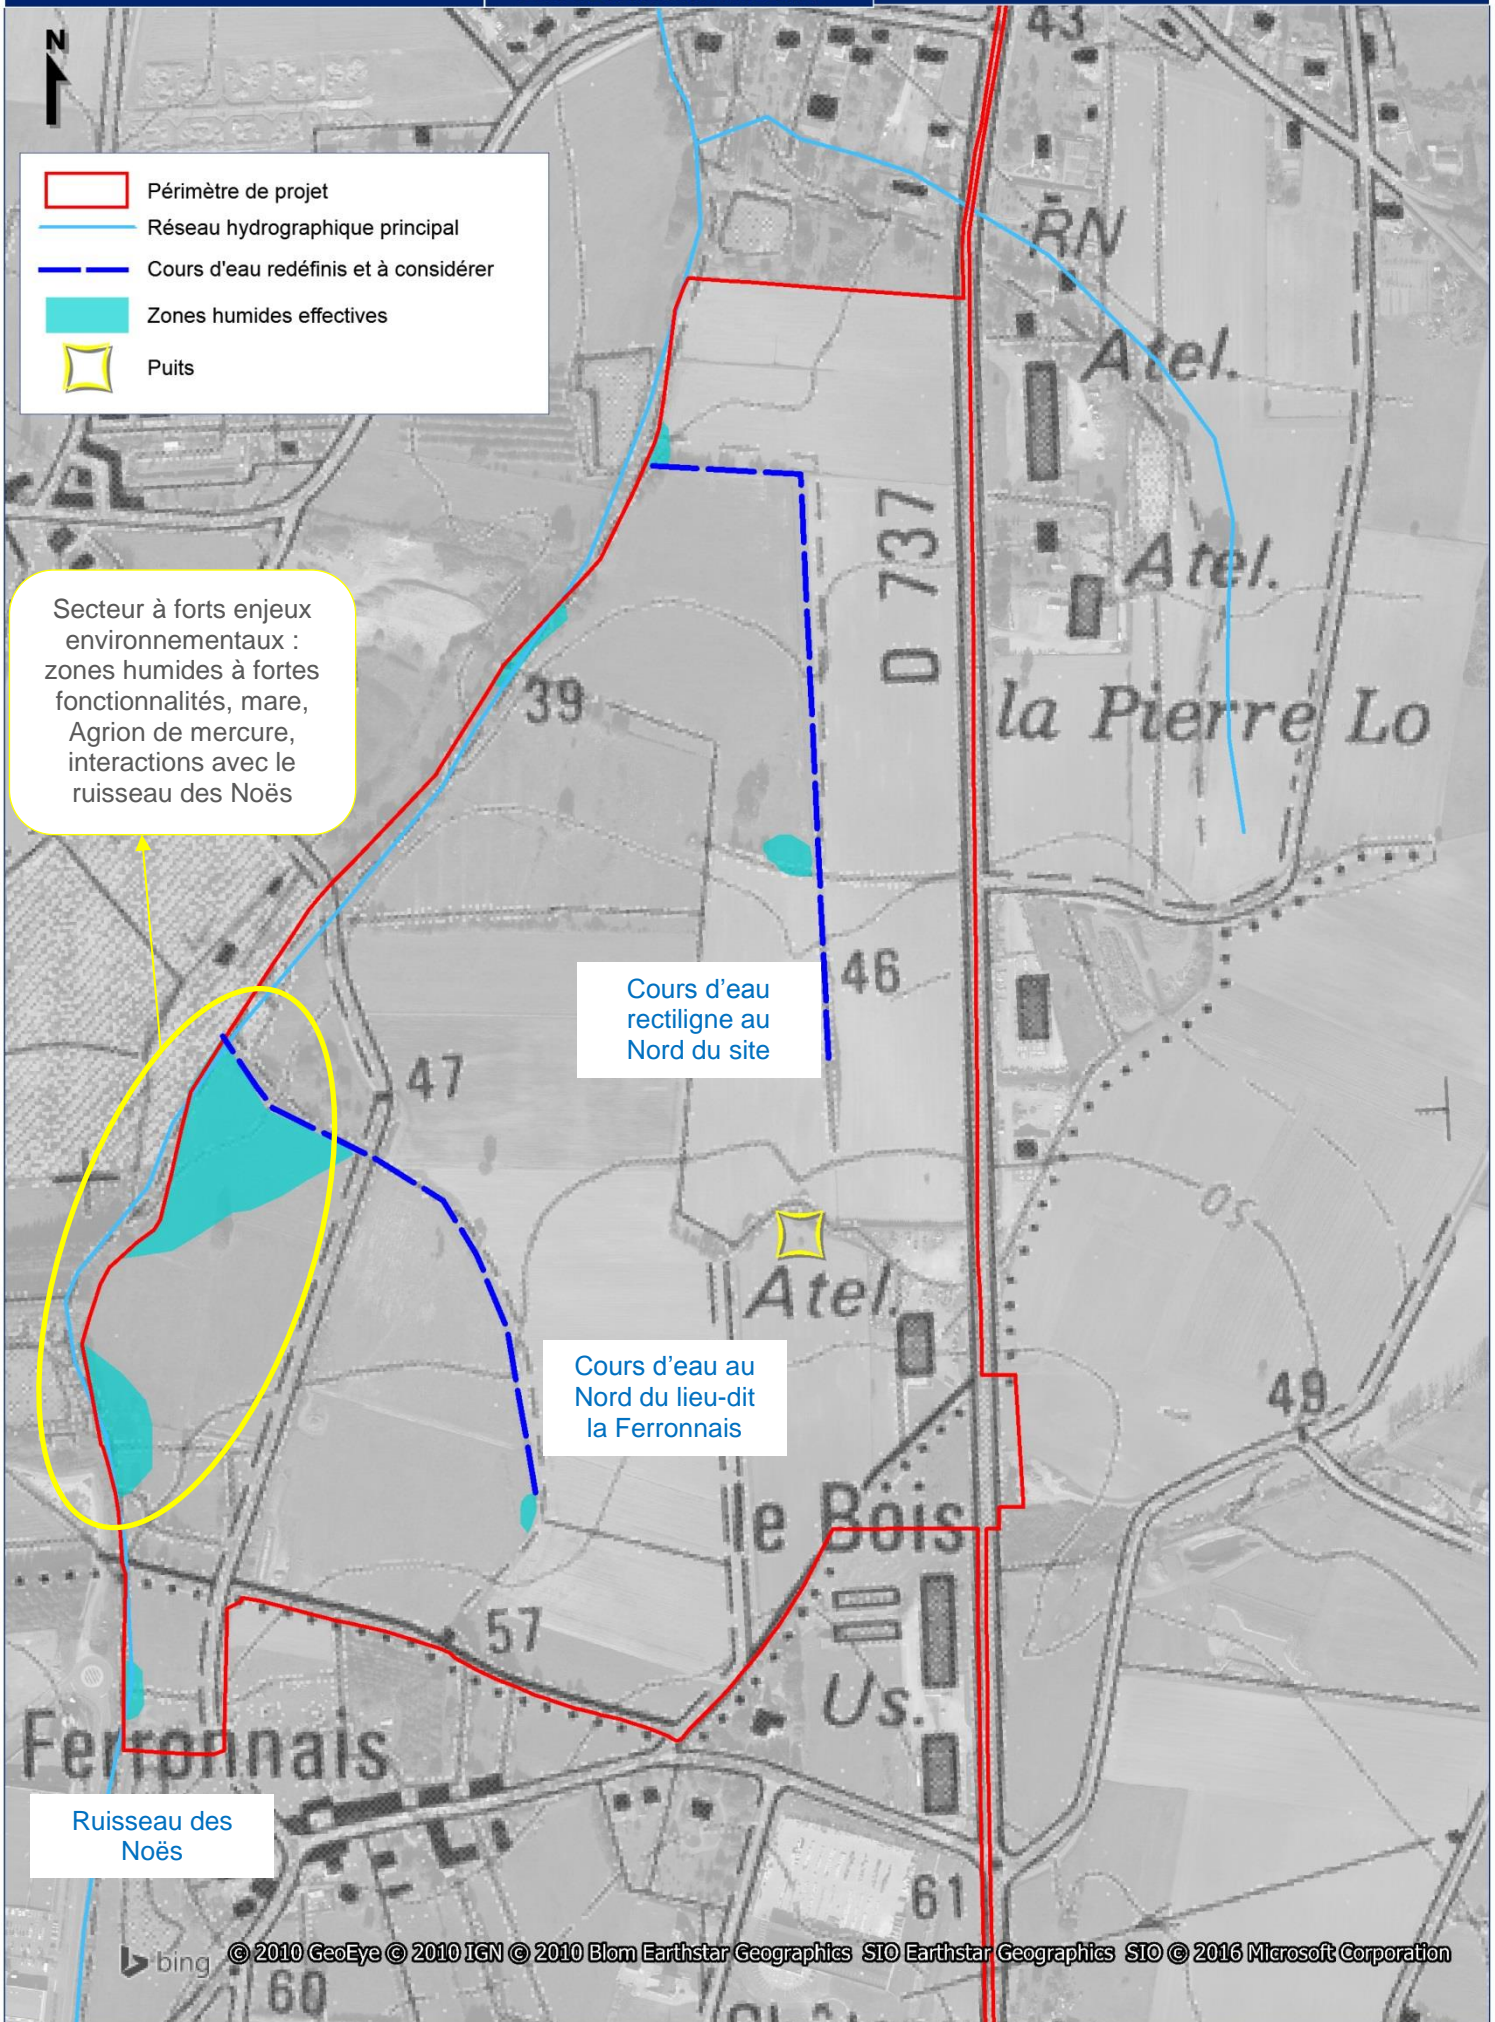 43
N
Périmètre de projet
Réseau hydrographique principal
Cours d'eau redéfinis et à considérer
Zones humides effectives
Puits
RN
Atel.
D 737
Atel.
Secteur à forts enjeux
environnementaux :
zones humides à fortes
fonctionnalités, mare,
Agrion de mercure,
interactions avec le
ruisseau des Noës
39
la Pierre Lo
46
Cours d'eau
rectiligne au
Nord du site
47
50
Atel.
Cours d'eau au
Nord du lieu-dit
la Ferronnais
49
le Bois
57
Us.
Ferronnais
Ruisseau des
Noës
61
bing
© 2010 GeoEye © 2010 IGN © 2010 Blom Earthstar Geographics SIO Earthstar Geographics SIO © 2016 Microsoft Corporation
60